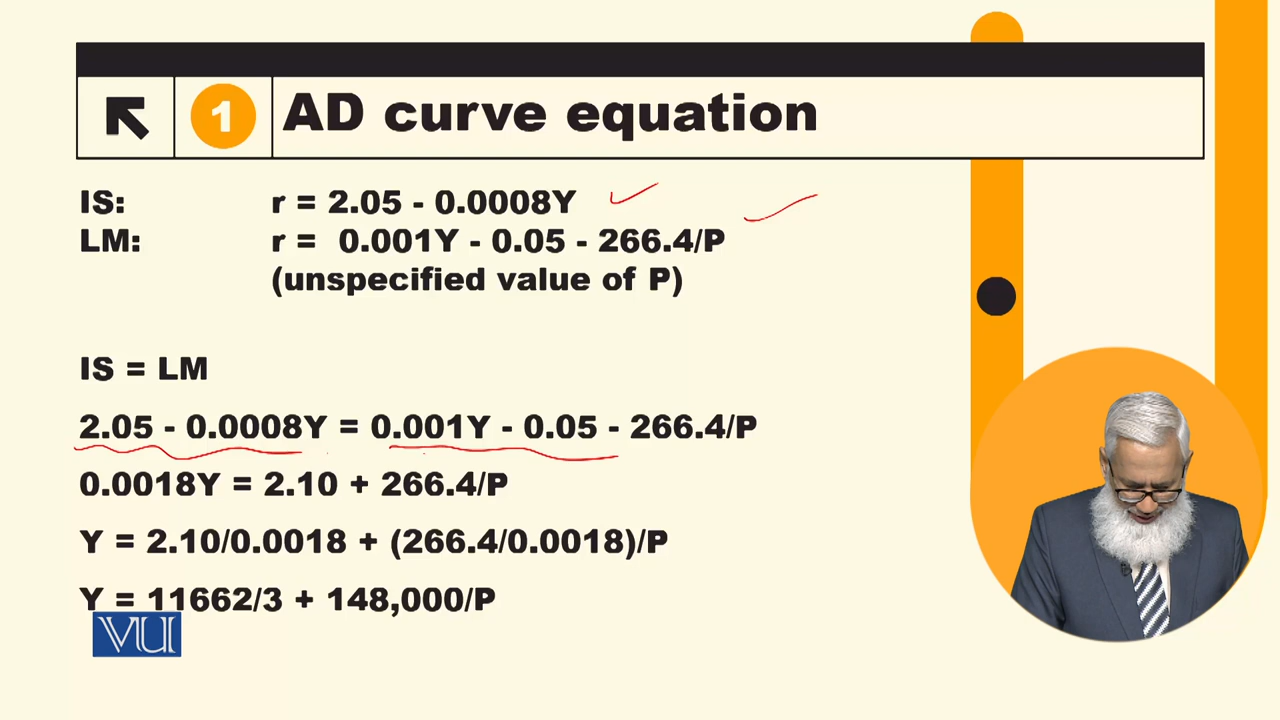 1 AD curve equation
IS: r = 2.05 - 0.0008Y
LM: r = 0.001Y - 0.05 - 266.4/P
(unspecified value of P)
IS = LM
2.05 - 0.0008Y = 0.001Y - 0.05 - 266.4/P
0.0018Y = 2.10 + 266.4/P
Y = 2.10/0.0018 + (266.4/0.0018)/P
Y = 11662/3 + 148,000/P
VU